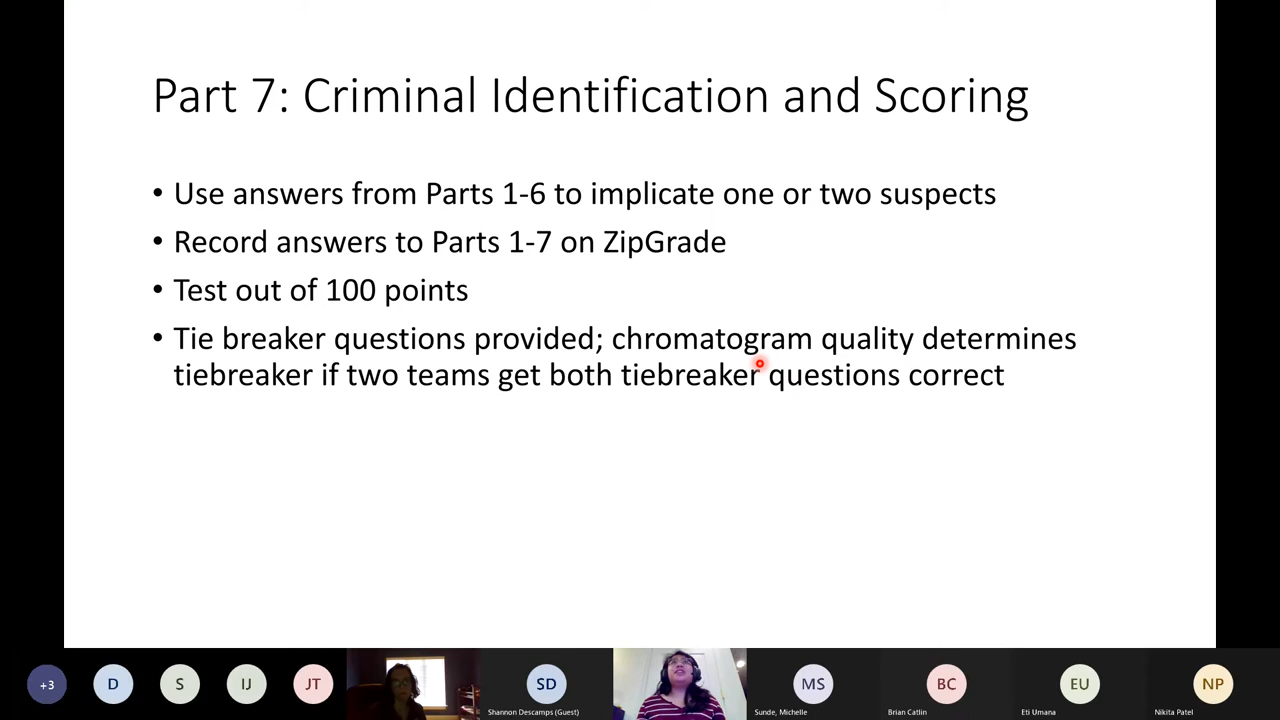 Part 7: Criminal Identification and Scoring
• Use answers from Parts 1-6 to implicate one or two suspects
• Record answers to Parts 1-7 on ZipGrade
• Test out of 100 points
• Tie breaker questions provided; chromatogram quality determines
tiebreaker if two teams get both tiebreaker questions correct
+3 D S IJ JT SD MS BC EU NP
Shannon Descamps (Guest) Sunde, Michelle Brian Catlin Eti Umana Nikita Patel